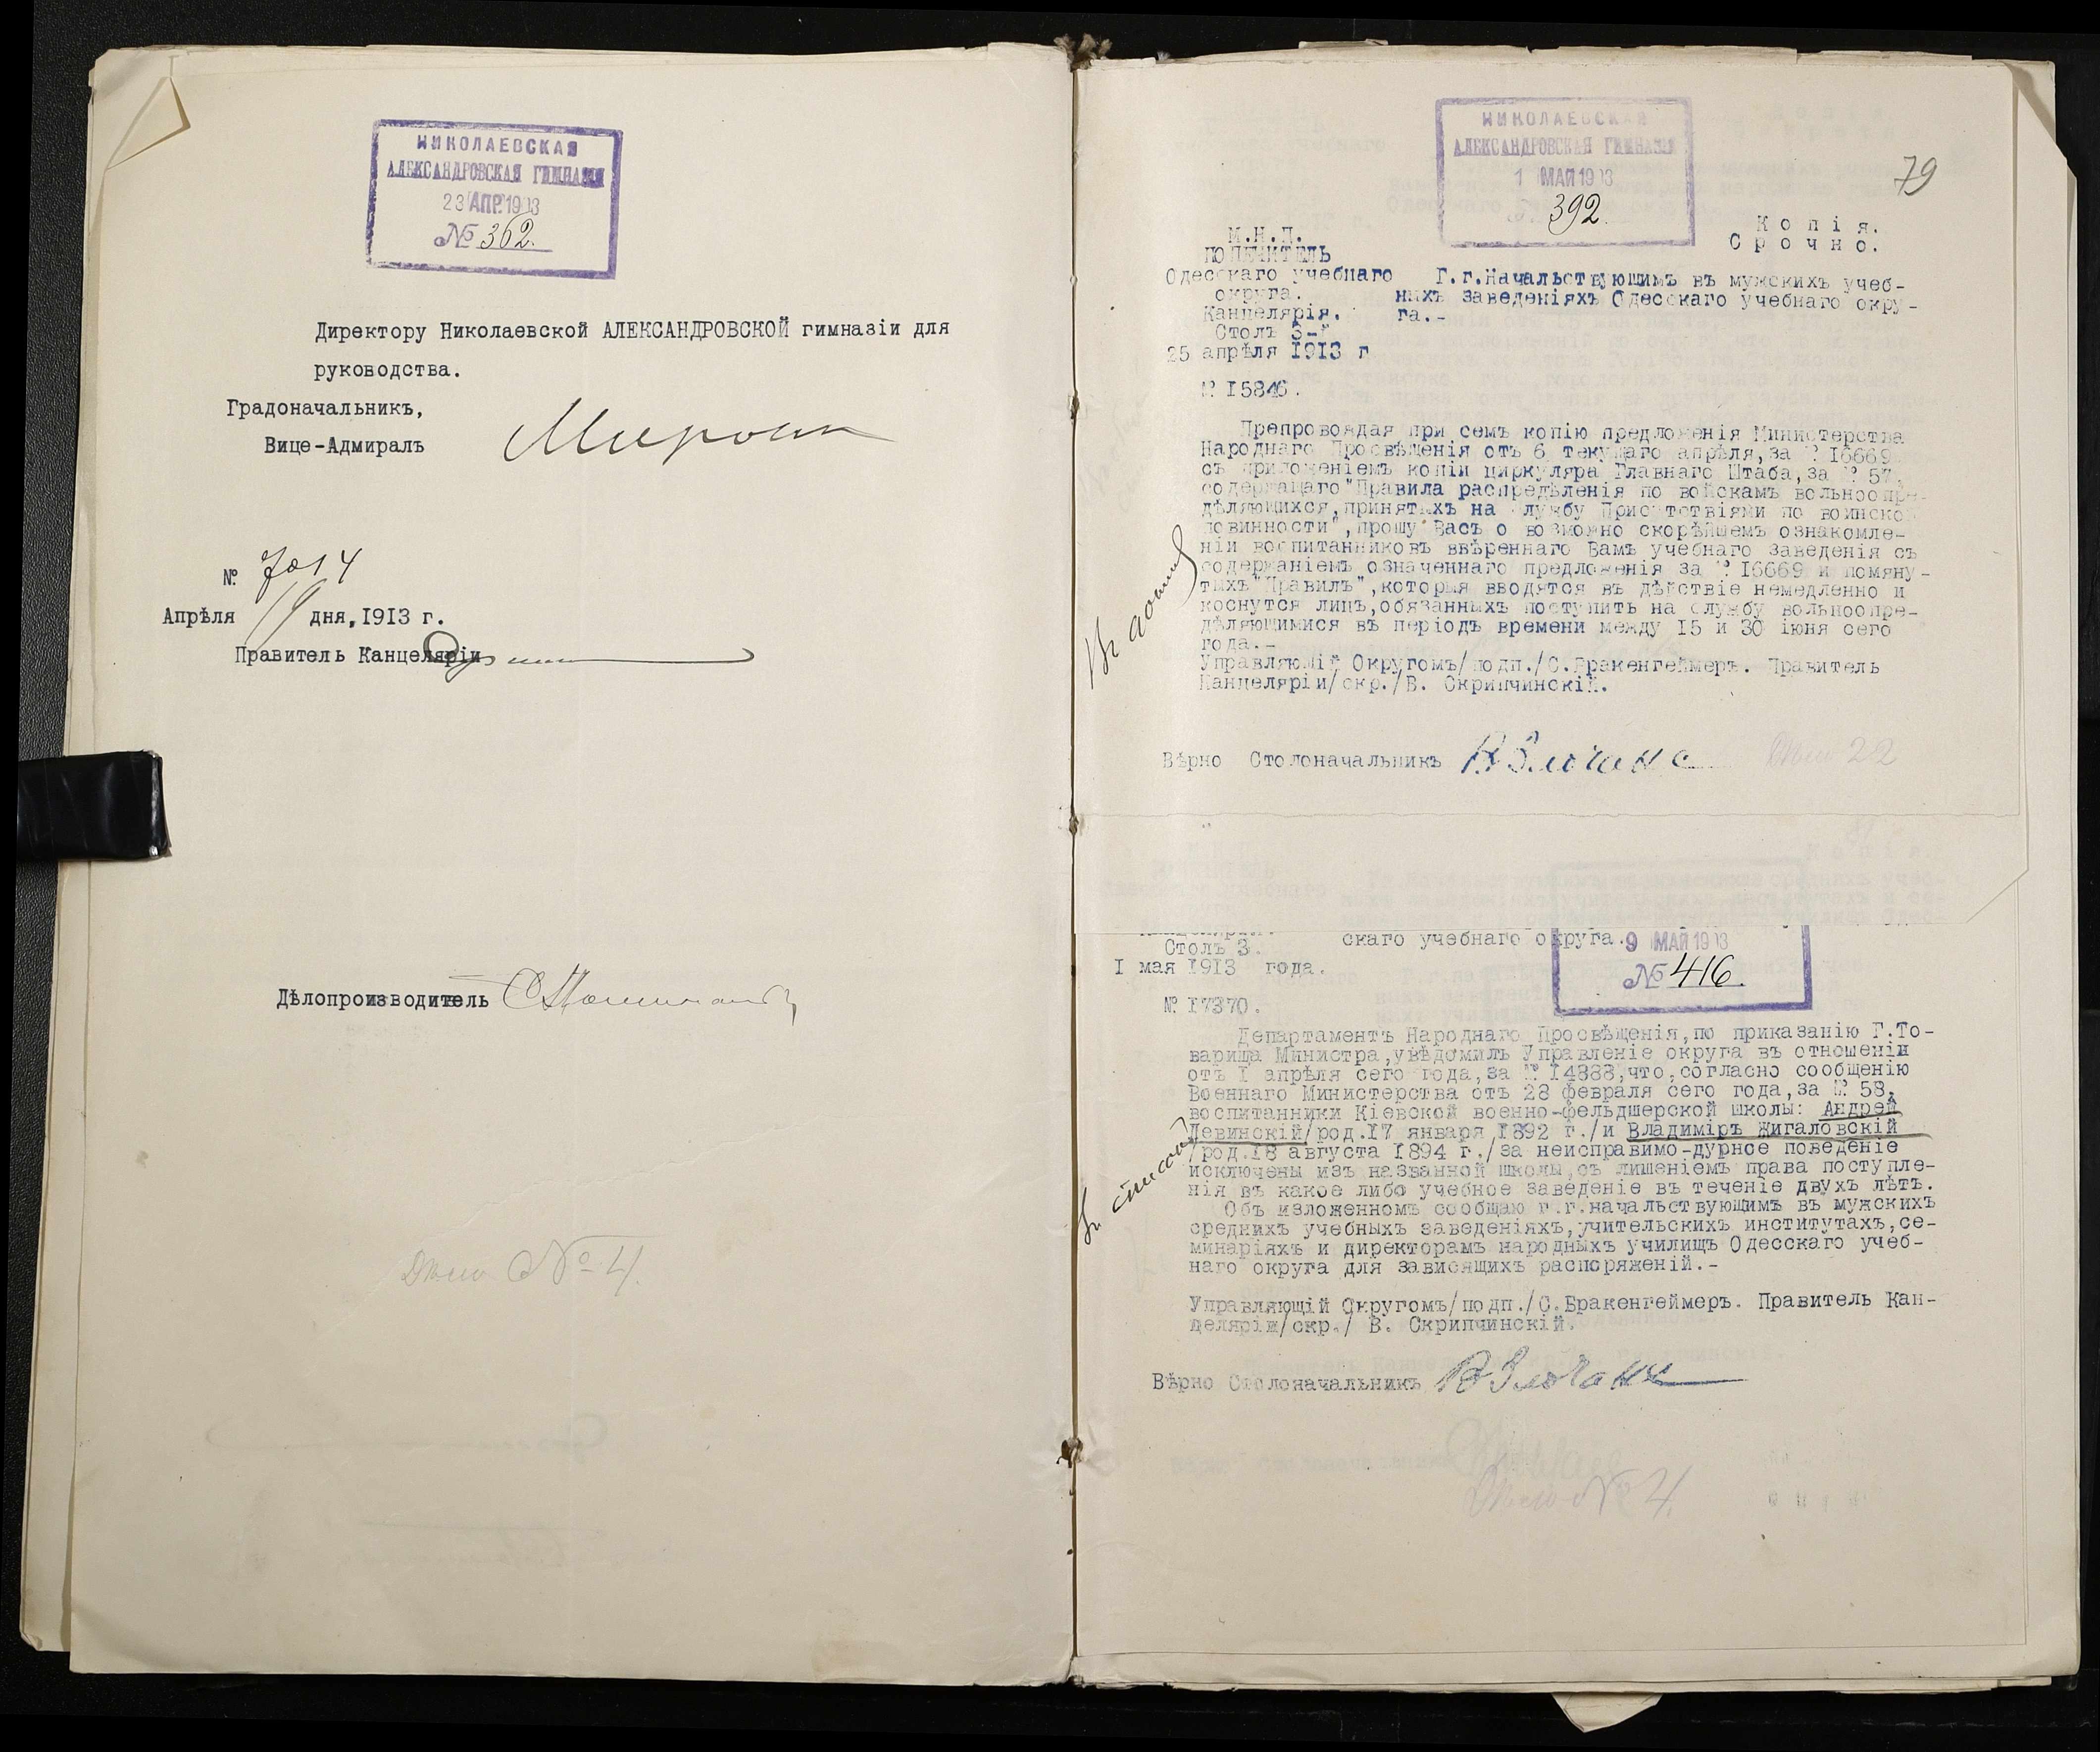 НИКОЛАЕВСКАЯ
АЛЕКСАНДРОВСКАЯ ГИМНАЗІЯ
23 АПР. 1903
№ 362.
Директору Николаевской АЛЕКСАНДРОВСКОЙ гимназіи для
руководства.
Градоначальникъ,
Вице-Адмиралъ
№ 7014
Апрѣля 19 дня, 1913 г.
Правитель Канцеляріи
Дѣлопроизводитель
Дѣло № 4.
НИКОЛАЕВСКАЯ
АЛЕКСАНДРОВСКАЯ ГИМНАЗІЯ
1 МАЙ 1903
392.
79
Копія.
Срочно.
М.Н.П.
ПОПЕЧИТЕЛЬ
Одесскаго учебнаго
округа.
Канцелярія.
Столъ 3-й
25 апрѣля 1913 г
№ 15846.
Г.г.Начальствующимъ въ мужскихъ учеб-
ныхъ заведеніяхъ Одесскаго учебнаго окру-
га.-
Препровождая при семъ копію предложенія Министерства
Народнаго Просвѣщенія отъ 6 текущаго апрѣля,за № 16669
съ приложеніемъ копіи циркуляра Главнаго Штаба,за № 57,
содержащаго "Правила распредѣленія по войскамъ вольноопре-
дѣляющихся,принятыхъ на службу Присутствіями по воинской
повинности",прошу Васъ о возможно скорѣйшемъ ознакомле-
ніи воспитанниковъ ввѣреннаго Вамъ учебнаго заведенія съ
содержаніемъ означеннаго предложенія за № 16669 и помяну-
тыхъ "Правилъ",которыя вводятся въ дѣйствіе немедленно и
коснутся лицъ,обязанныхъ поступить на службу вольноопре-
дѣляющимися въ періодъ времени между 15 и 30 іюня сего
года.-
Управляющій Округомъ/подп./С.Бракенгеймеръ. Правитель
Канцеляріи/скр./В. Скрипчинскій.
Вѣрно Столоначальникъ
Дѣло 22
Столъ 3.
1 мая 1913 года.
№ 17370.
скаго учебнаго округа.
9 МАЙ 1903
№ 416.
Департаментъ Народнаго Просвѣщенія,по приказанію Г.То-
варища Министра,увѣдомилъ Управленіе округа въ отношеніи
отъ 1 апрѣля сего года,за № 14888,что,согласно сообщенію
Военнаго Министерства отъ 28 февраля сего года,за № 58,
воспитанники Кіевской военно-фельдшерской школы: Андрей
Левинскій/род.17 января 1892 г./и Владиміръ Жигаловскій
/род.18 августа 1894 г./за неисправимо-дурное поведеніе
исключены изъ названной школы,съ лишеніемъ права поступле-
нія въ какое либо учебное заведеніе въ теченіе двухъ лѣтъ.
Объ изложенномъ сообщаю г.г.начальствующимъ въ мужскихъ
среднихъ учебныхъ заведеніяхъ,учительскихъ институтахъ,се-
минаріяхъ и директорамъ народныхъ училищъ Одесскаго учеб-
наго округа для зависящихъ распоряженій.-
Управляющій Округомъ/подп./С.Бракенгеймеръ. Правитель Кан-
целяріи/скр./ В. Скрипчинскій.
Вѣрно Столоначальникъ
Дѣло № 4.